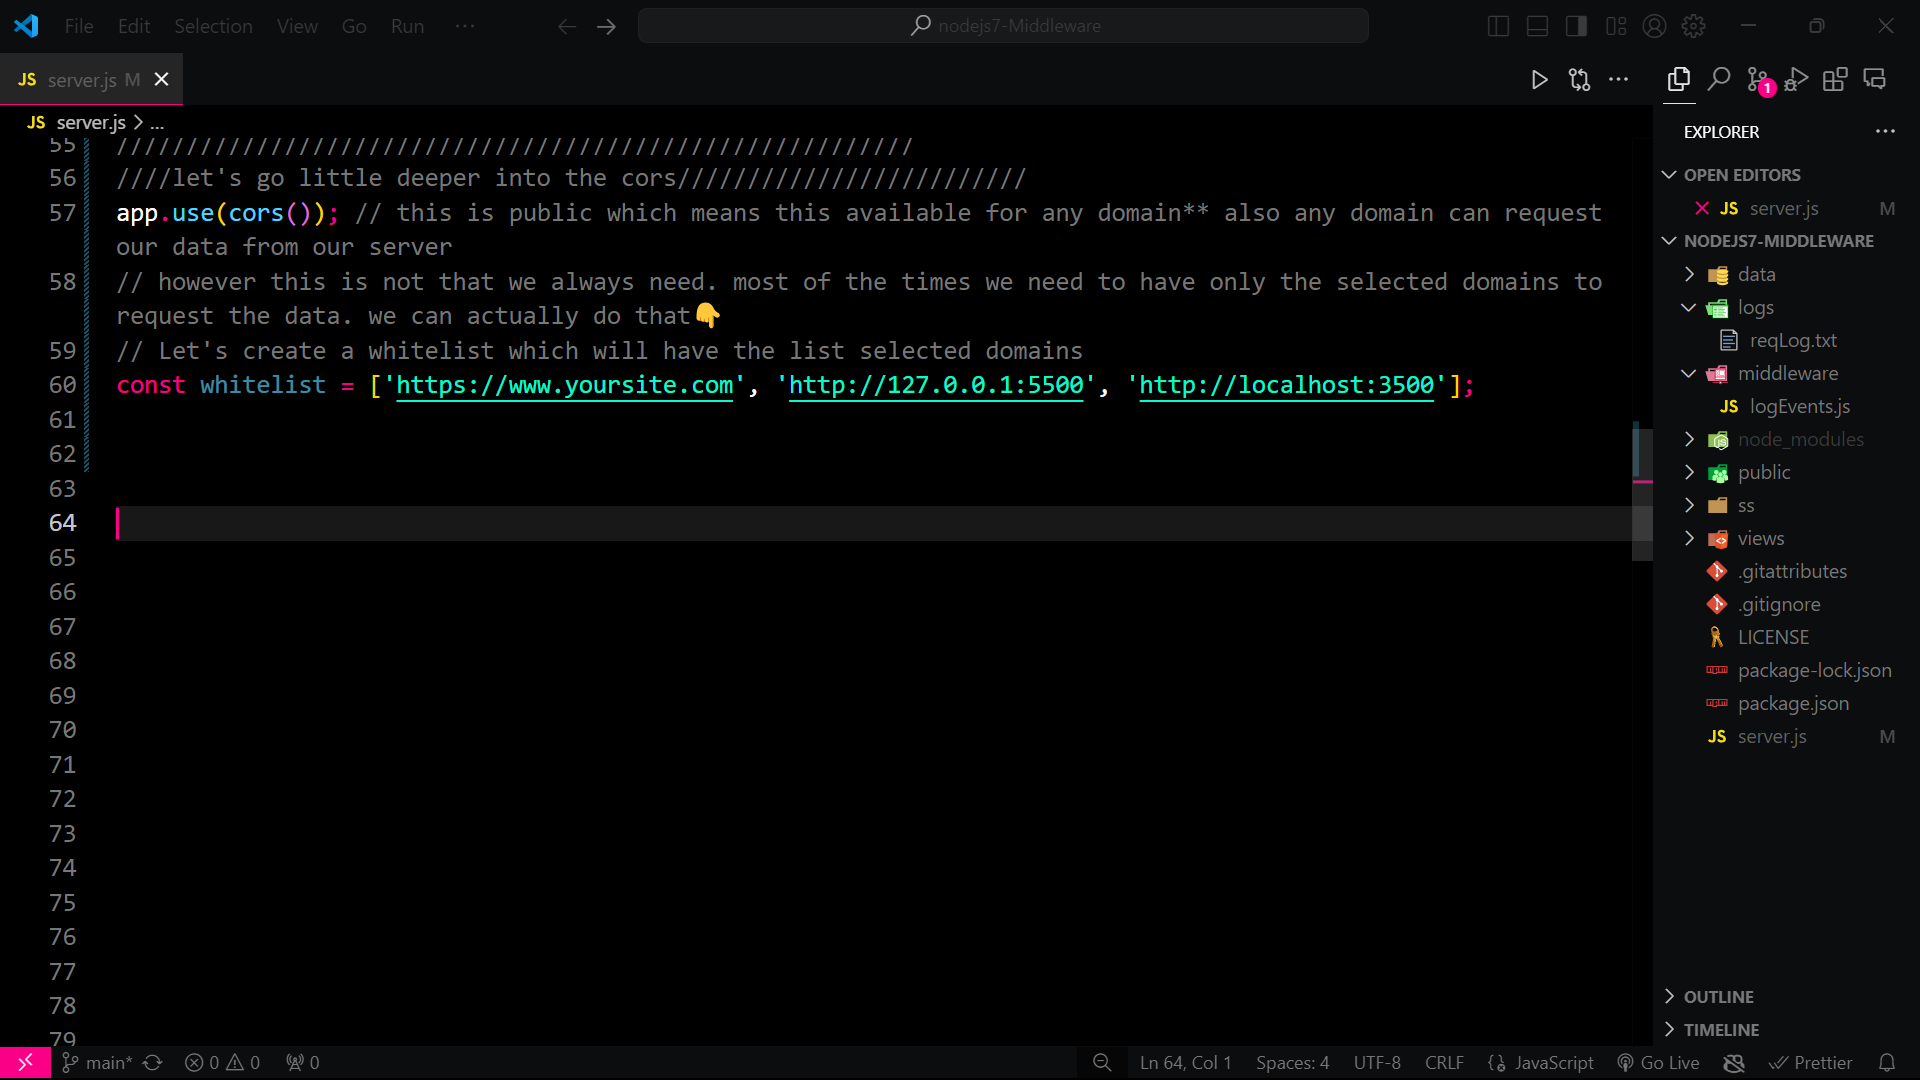 File Edit Selection View Go Run ··· nodejs7-Middleware
JS server.js M
JS server.js > ...
EXPLORER
55 /////////////////////////////////////////////////////////
56 ////let's go little deeper into the cors/////////////////////////
57 app.use(cors()); // this is public which means this available for any domain** also any domain can request
our data from our server
58 // however this is not that we always need. most of the times we need to have only the selected domains to
request the data. we can actually do that👇
59 // Let's create a whitelist which will have the list selected domains
60 const whitelist = ['https://www.yoursite.com', 'http://127.0.0.1:5500', 'http://localhost:3500'];
61
62
63
64
65
66
67
68
69
70
71
72
73
74
75
76
77
78
79
1
OPEN EDITORS
JS server.js M
NODEJS7-MIDDLEWARE
data
logs
reqLog.txt
middleware
JS logEvents.js
node_modules
public
ss
views
.gitattributes
.gitignore
LICENSE
package-lock.json
package.json
JS server.js M
OUTLINE
TIMELINE
main* 0 0 0 Ln 64, Col 1 Spaces: 4 UTF-8 CRLF JavaScript Go Live Prettier